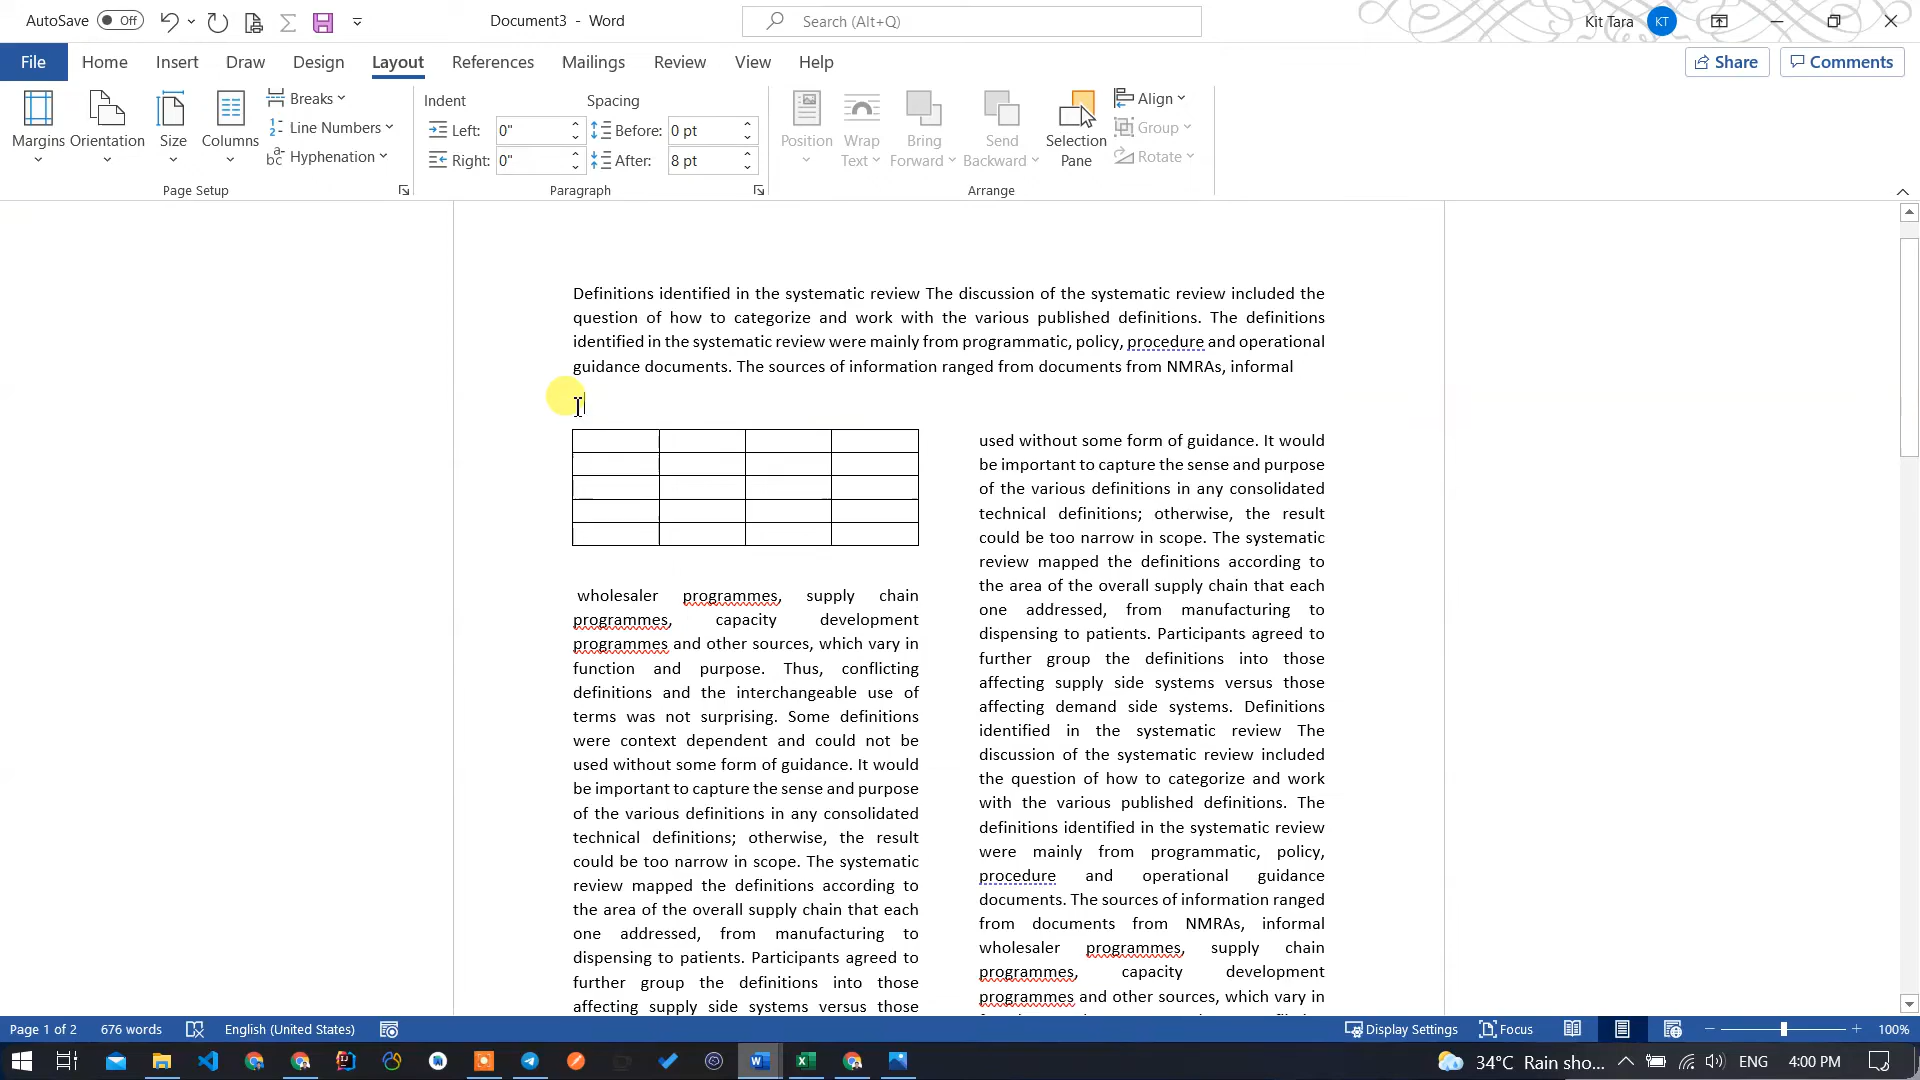 AutoSave Off
Document3 - Word
Search (Alt+Q)
Kit Tara KT
File Home Insert Draw Design Layout References Mailings Review View Help
Share Comments
Margins Orientation Size Columns
Breaks
Line Numbers
Hyphenation
Page Setup
Indent Spacing
Left: 0" Before: 0 pt
Right: 0" After: 8 pt
Paragraph
Position
Wrap Text
Bring Forward
Send Backward
Selection Pane
Align
Group
Rotate
Arrange
Definitions identified in the systematic review The discussion of the systematic review included the
question of how to categorize and work with the various published definitions. The definitions
identified in the systematic review were mainly from programmatic, policy, procedure and operational
guidance documents. The sources of information ranged from documents from NMRAs, informal
wholesaler programmes, supply chain
programmes, capacity development
programmes and other sources, which vary in
function and purpose. Thus, conflicting
definitions and the interchangeable use of
terms was not surprising. Some definitions
were context dependent and could not be
used without some form of guidance. It would
be important to capture the sense and purpose
of the various definitions in any consolidated
technical definitions; otherwise, the result
could be too narrow in scope. The systematic
review mapped the definitions according to
the area of the overall supply chain that each
one addressed, from manufacturing to
dispensing to patients. Participants agreed to
further group the definitions into those
affecting supply side systems versus those
used without some form of guidance. It would
be important to capture the sense and purpose
of the various definitions in any consolidated
technical definitions; otherwise, the result
could be too narrow in scope. The systematic
review mapped the definitions according to
the area of the overall supply chain that each
one addressed, from manufacturing to
dispensing to patients. Participants agreed to
further group the definitions into those
affecting supply side systems versus those
affecting demand side systems. Definitions
identified in the systematic review The
discussion of the systematic review included
the question of how to categorize and work
with the various published definitions. The
definitions identified in the systematic review
were mainly from programmatic, policy,
procedure and operational guidance
documents. The sources of information ranged
from documents from NMRAs, informal
wholesaler programmes, supply chain
programmes, capacity development
programmes and other sources, which vary in
Page 1 of 2 676 words English (United States) Display Settings Focus 100%
34°C Rain sho... ENG 4:00 PM